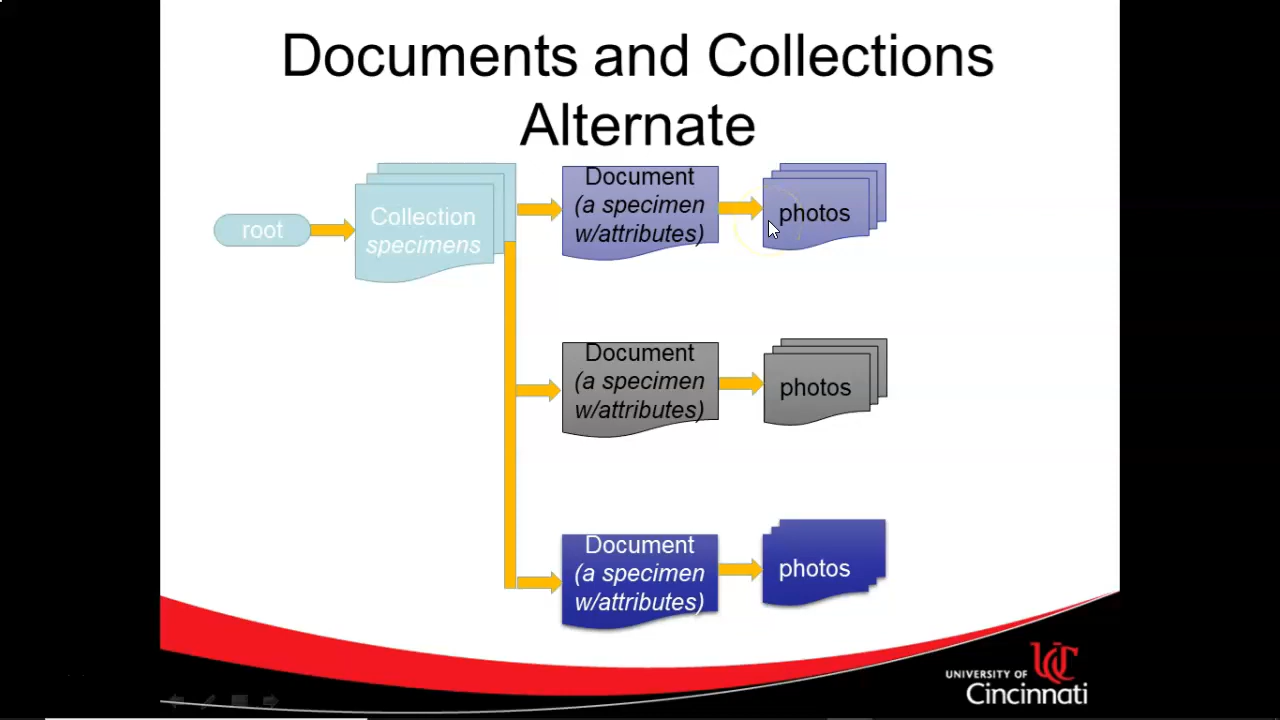 Documents and Collections
Alternate
root
Collection
specimens
Document
(a specimen
w/attributes)
photos
Document
(a specimen
w/attributes)
photos
Document
(a specimen
w/attributes)
photos
UNIVERSITY OF
Cincinnati